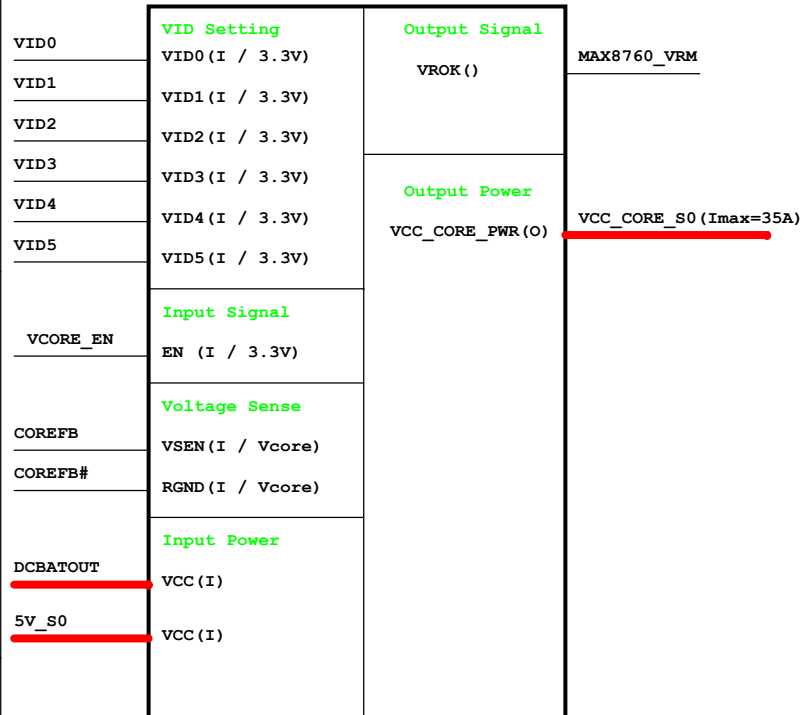 VID0
VID1
VID2
VID3
VID4
VID5
VCORE_EN
COREFB
COREFB#
DCBATOUT
5V_S0
VID Setting
VID0(I / 3.3V)
VID1(I / 3.3V)
VID2(I / 3.3V)
VID3(I / 3.3V)
VID4(I / 3.3V)
VID5(I / 3.3V)
Input Signal
EN (I / 3.3V)
Voltage Sense
VSEN(I / Vcore)
RGND(I / Vcore)
Input Power
VCC(I)
VCC(I)
Output Signal
VROK()
Output Power
VCC_CORE_PWR(O)
MAX8760_VRM
VCC_CORE_S0(Imax=35A)